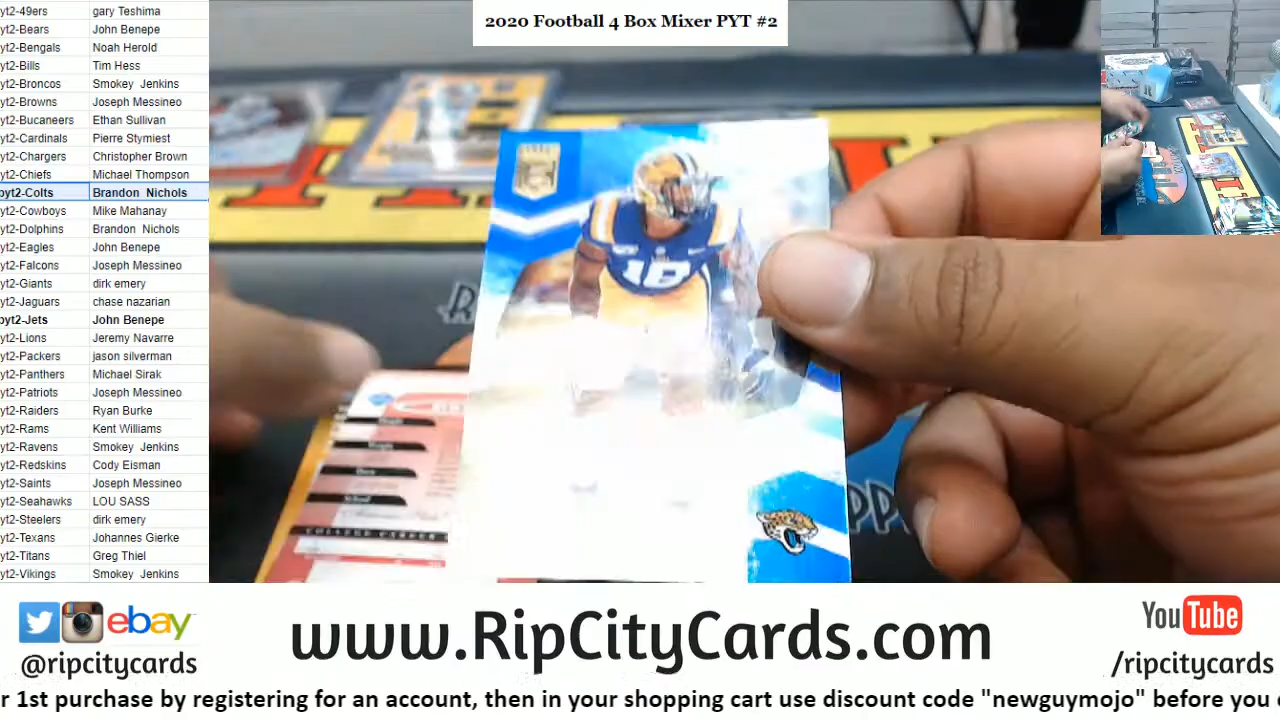 2020 Football 4 Box Mixer PYT #2
yt2-49ers gary Teshima
yt2-Bears John Benepe
yt2-Bengals Noah Herold
yt2-Bills Tim Hess
yt2-Broncos Smokey Jenkins
yt2-Browns Joseph Messineo
yt2-Bucaneers Ethan Sullivan
yt2-Cardinals Pierre Stymiest
yt2-Chargers Christopher Brown
yt2-Chiefs Michael Thompson
pyt2-Colts Brandon Nichols
yt2-Cowboys Mike Mahanay
yt2-Dolphins Brandon Nichols
yt2-Eagles John Benepe
yt2-Falcons Joseph Messineo
yt2-Giants dirk emery
yt2-Jaguars chase nazarian
pyt2-Jets John Benepe
yt2-Lions Jeremy Navarre
yt2-Packers jason silverman
yt2-Panthers Michael Sirak
yt2-Patriots Joseph Messineo
yt2-Raiders Ryan Burke
yt2-Rams Kent Williams
yt2-Ravens Smokey Jenkins
yt2-Redskins Cody Eisman
yt2-Saints Joseph Messineo
yt2-Seahawks LOU SASS
yt2-Steelers dirk emery
yt2-Texans Johannes Gierke
yt2-Titans Greg Thiel
yt2-Vikings Smokey Jenkins
18
COLLEGE CAREER
ebay
@ripcitycards
www.RipCityCards.com
YouTube
/ripcitycards
r 1st purchase by registering for an account, then in your shopping cart use discount code "newguymojo" before you